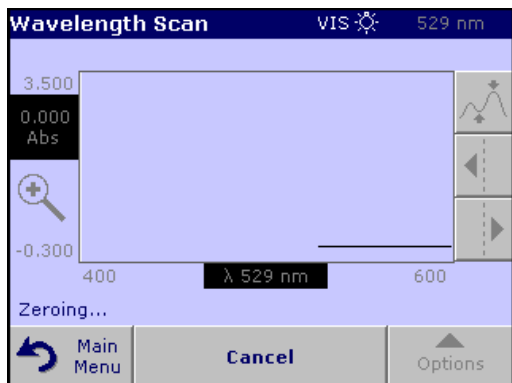 Wavelength Scan VIS 529 nm
3.500
0.000
Abs
-0.300
400 λ 529 nm 600
Zeroing...
Main
Menu
Cancel
Options